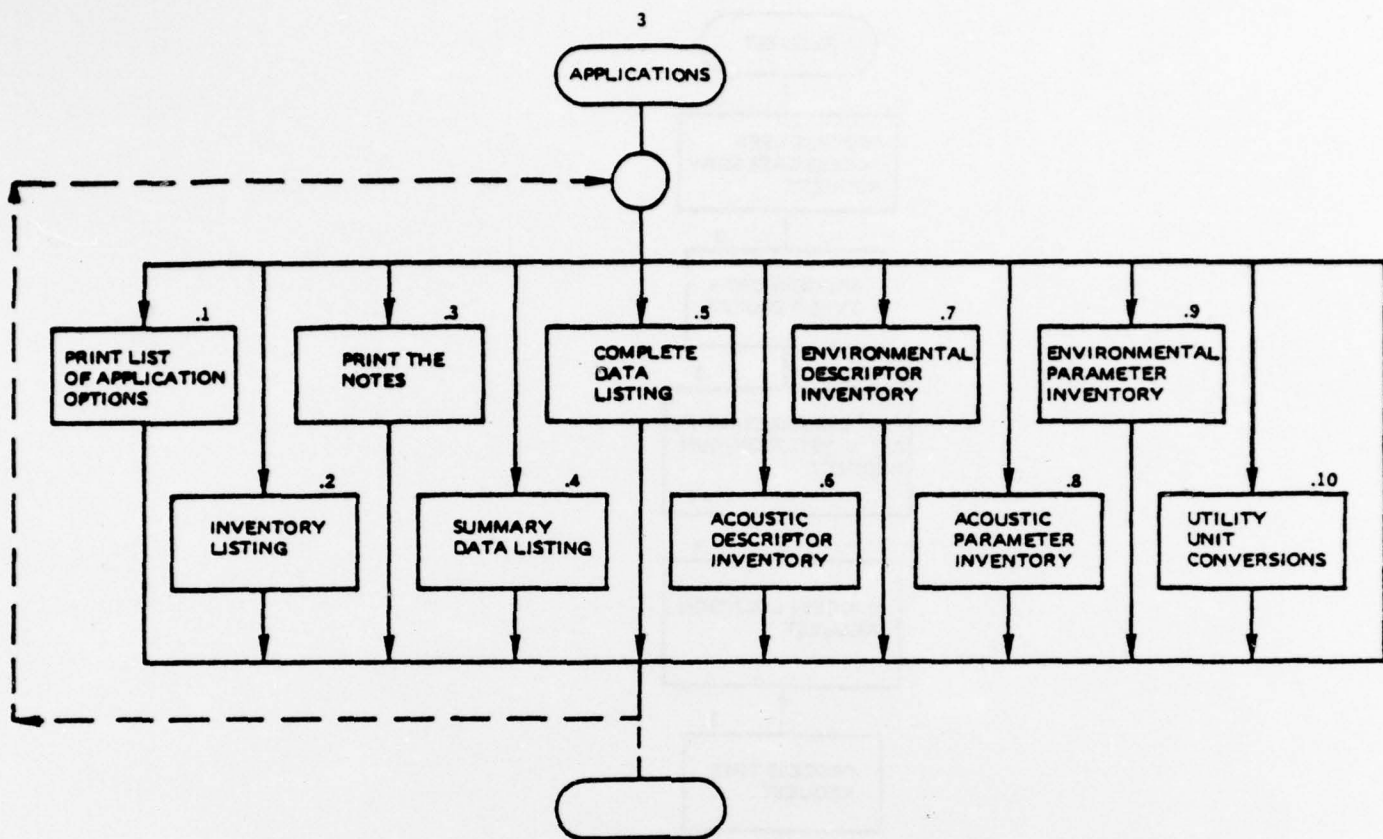 3
APPLICATIONS
.1
PRINT LIST
OF APPLICATION
OPTIONS
.2
INVENTORY
LISTING
.3
PRINT THE
NOTES
.4
SUMMARY
DATA LISTING
.5
COMPLETE
DATA
LISTING
.6
ACOUSTIC
DESCRIPTOR
INVENTORY
.7
ENVIRONMENTAL
DESCRIPTOR
INVENTORY
.8
ACOUSTIC
PARAMETER
INVENTORY
.9
ENVIRONMENTAL
PARAMETER
INVENTORY
.10
UTILITY
UNIT
CONVERSIONS